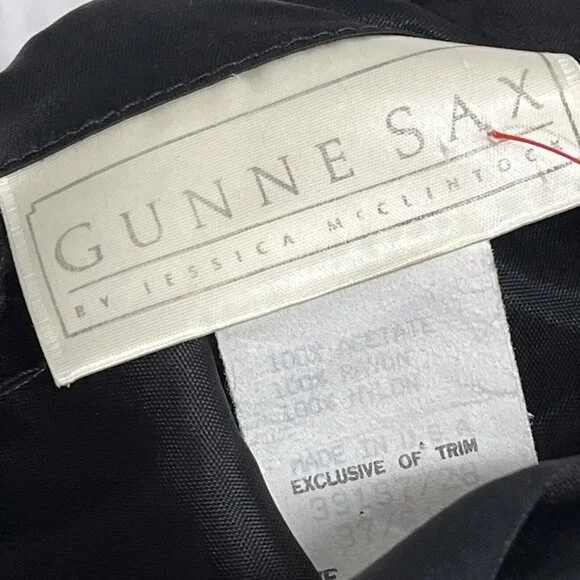 GUNNE SAX
BY JESSICA MCCLINTOCK
100% ACETATE
100% RAYON
100% NYLON
MADE IN U.S.A
EXCLUSIVE OF TRIM